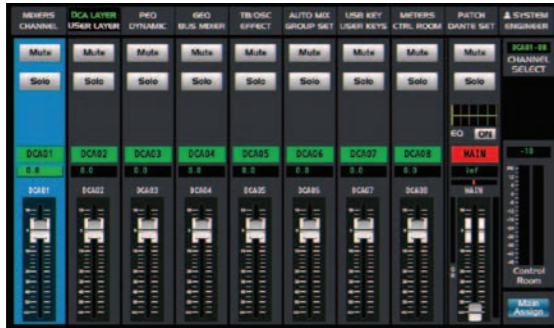 MIXERS DCA LAYER PEQ GEQ TB/OSC AUTO MIX USB KEY METERS PATCH SYSTEM
CHANNEL USER LAYER DYNAMIC BUS MIXER EFFECT GROUP SET USER KEYS CTRL ROOM DANTE SET ENGINEER
Mute Mute Mute Mute Mute Mute Mute Mute Mute
DCA01-08
CHANNEL
SELECT
Solo Solo Solo Solo Solo Solo Solo Solo Solo
EQ ON
DCA01 DCA02 DCA03 DCA04 DCA05 DCA06 DCA07 DCA08 MAIN
0.0 0.0 0.0 0.0 0.0 0.0 0.0 0.0
DCA01 DCA02 DCA03 DCA04 DCA05 DCA06 DCA07 DCA08 MAIN
Control
Room
Main
Assign